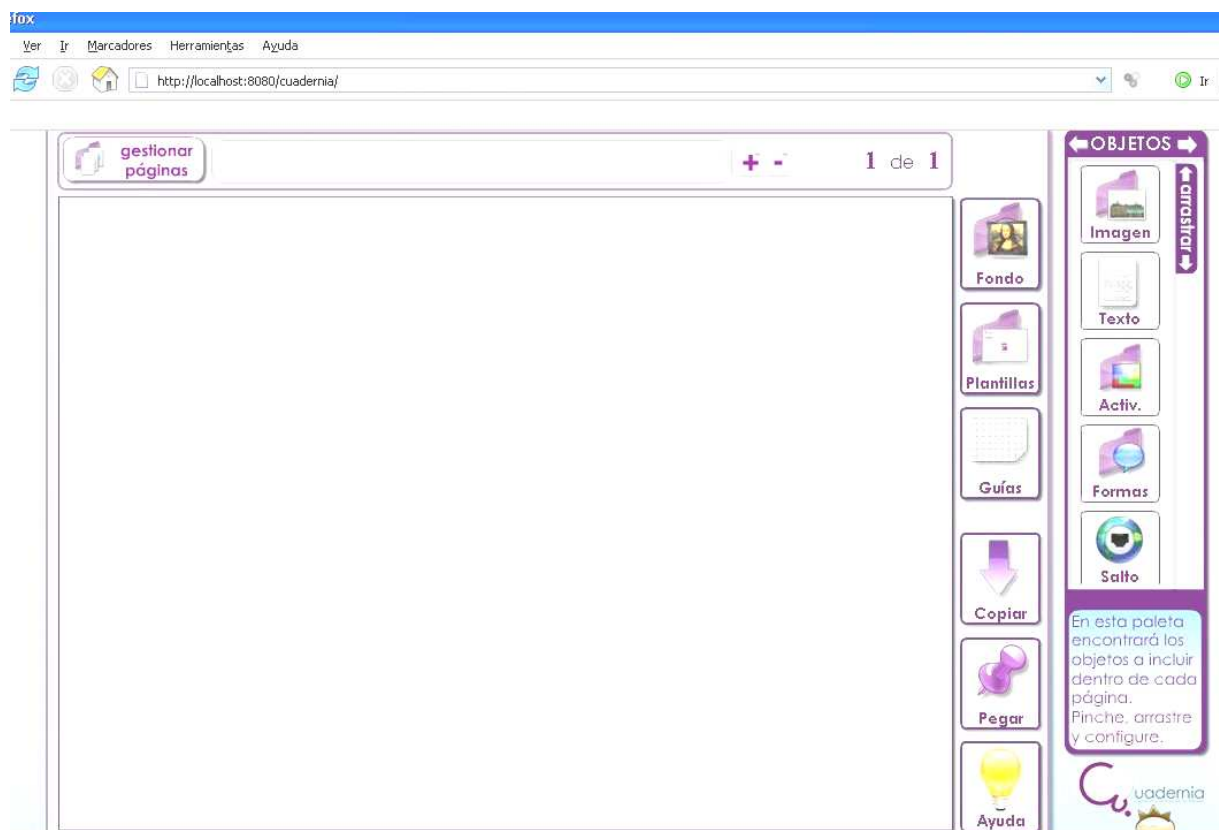 fox
Ver Ir Marcadores Herramientas Ayuda
http://localhost:8080/cuadernia/
Ir
gestionar
páginas
+ -
1 de 1
Fondo
Plantillas
Guías
Copiar
Pegar
Ayuda
OBJETOS
arrastrar
Imagen
Texto
Activ.
Formas
Salto
En esta paleta
encontrará los
objetos a incluir
dentro de cada
página.
Pinche, arrastre
y configure.
Cuadernia